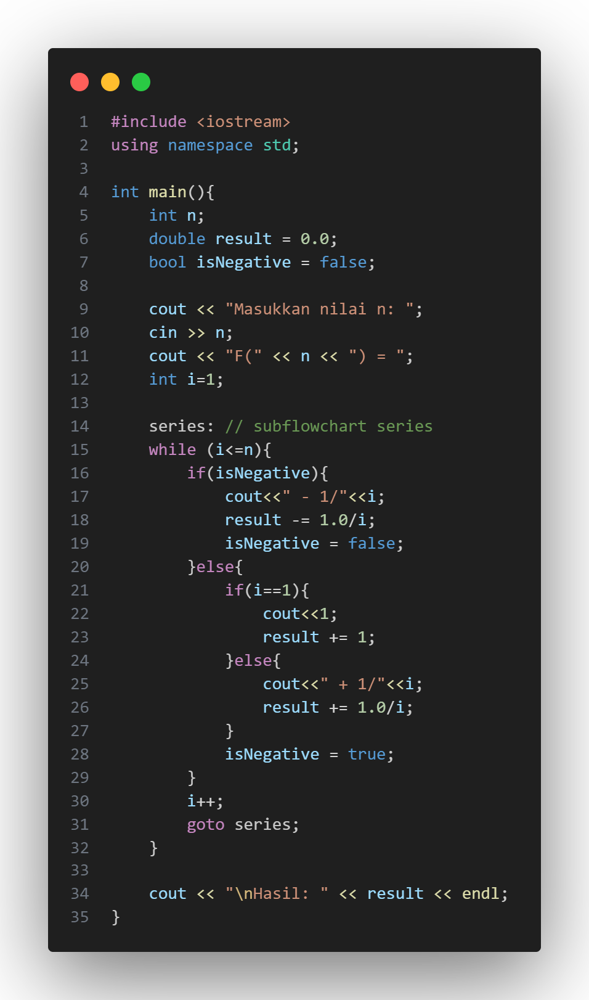 1 #include <iostream>
2 using namespace std;
3
4 int main(){
5     int n;
6     double result = 0.0;
7     bool isNegative = false;
8
9     cout << "Masukkan nilai n: ";
10     cin >> n;
11     cout << "F(" << n << ") = ";
12     int i=1;
13
14     series: // subflowchart series
15     while (i<=n){
16         if(isNegative){
17             cout<<" - 1/"<<i;
18             result -= 1.0/i;
19             isNegative = false;
20         }else{
21             if(i==1){
22                 cout<<1;
23                 result += 1;
24             }else{
25                 cout<<" + 1/"<<i;
26                 result += 1.0/i;
27             }
28             isNegative = true;
29         }
30         i++;
31         goto series;
32     }
33
34     cout << "\nHasil: " << result << endl;
35 }